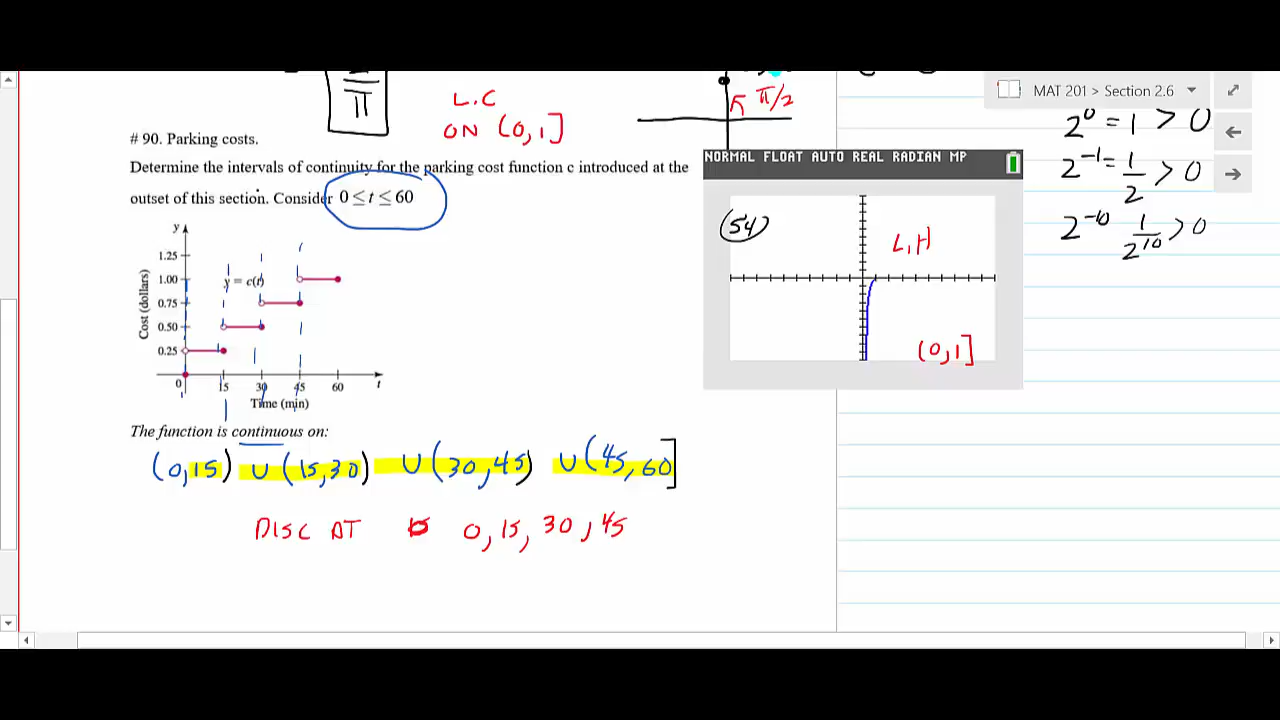 π
L.C
ON (0,1]
π/2
MAT 201 > Section 2.6
2^0 = 1 > 0
2^-1 = 1/2 > 0
2^-10 1/2^10 > 0
# 90. Parking costs.
Determine the intervals of continuity for the parking cost function c introduced at the
outset of this section. Consider 0 ≤ t ≤ 60
y
1.25
1.00
0.75
0.50
0.25
Cost (dollars)
y = c(t)
0 15 30 45 60 t
Time (min)
NORMAL FLOAT AUTO REAL RADIAN MP
(54)
(0,1]
The function is continuous on:
(0,15) U (15,30) U (30,45) U (45,60]
DISC AT 0, 15, 30, 45